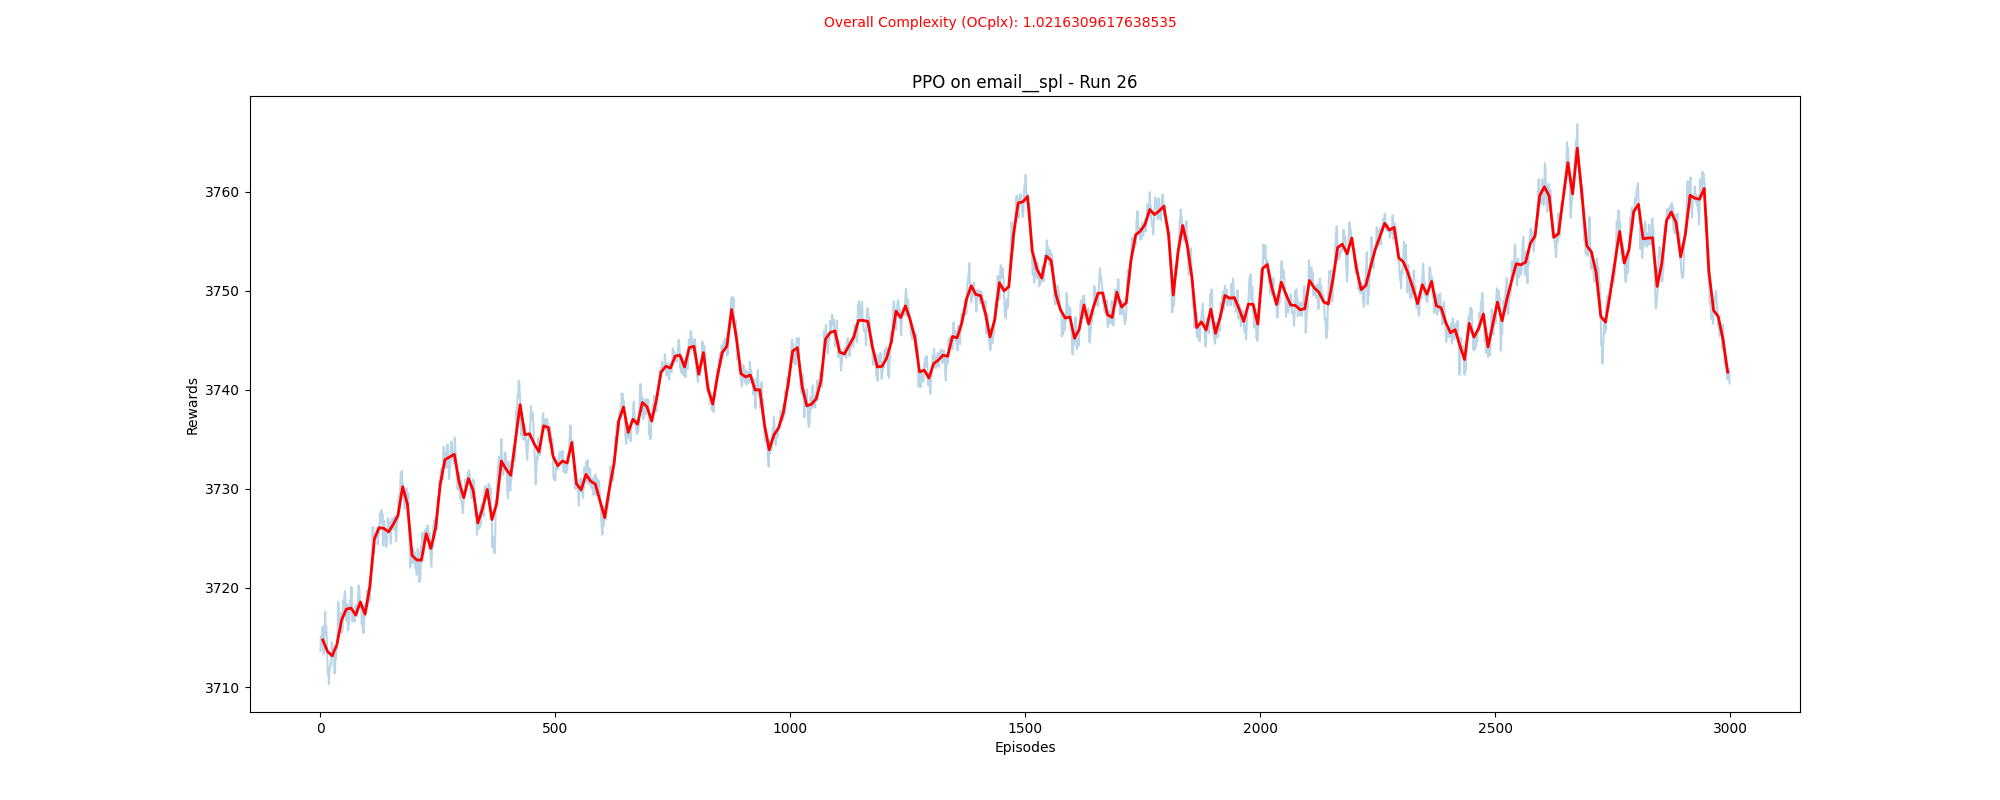 Overall Complexity (OCplx): 1.0216309617638535
PPO on email__spl - Run 26
Rewards
3760
3750
3740
3730
3720
3710
0 500 1000 1500 2000 2500 3000
Episodes